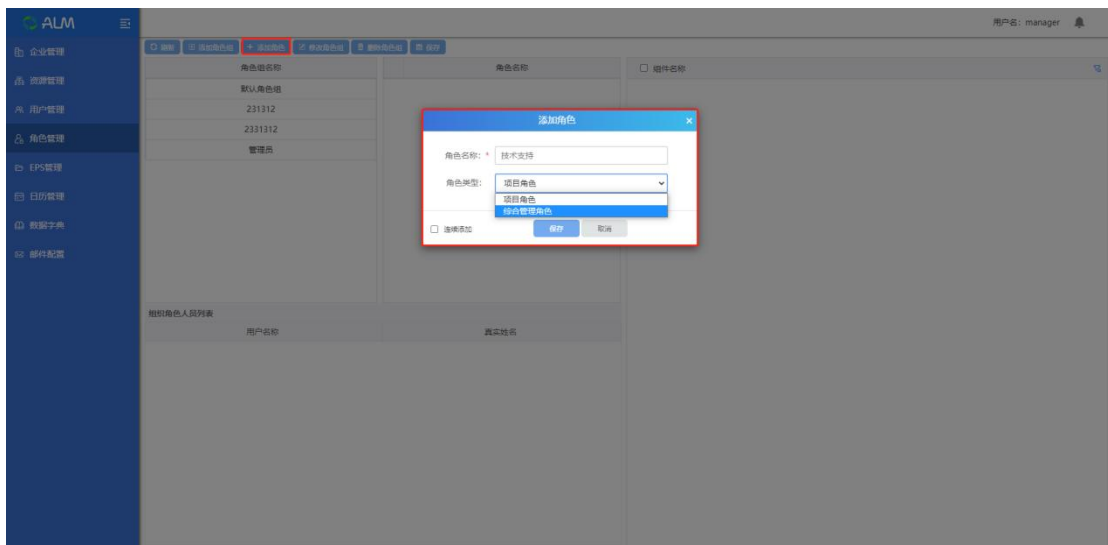 ALM
用户名: manager
企业管理
资源管理
用户管理
角色管理
EPS管理
日历管理
数据字典
邮件配置
刷新 添加角色组 + 添加角色 修改角色组 删除角色组 保存
角色组名称 角色名称 组件名称
默认角色组
231312
2331312
管理员
添加角色 ×
角色名称: * 技术支持
角色类型: 项目角色
项目角色
综合管理角色
连续添加 保存 取消
组织角色人员列表
用户名称 真实姓名